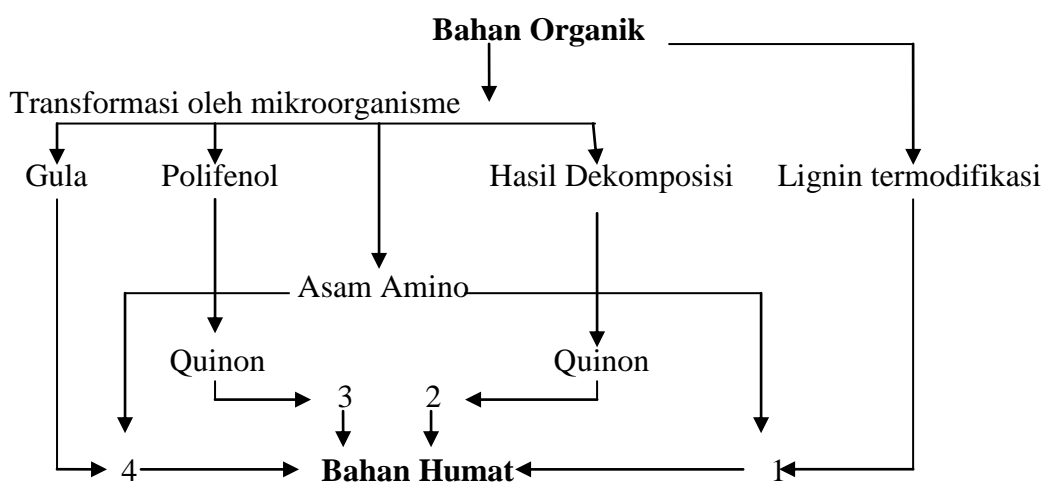 Bahan Organik
Transformasi oleh mikroorganisme
Gula Polifenol Hasil Dekomposisi Lignin termodifikasi
Asam Amino
Quinon Quinon
3 2
4 Bahan Humat 1